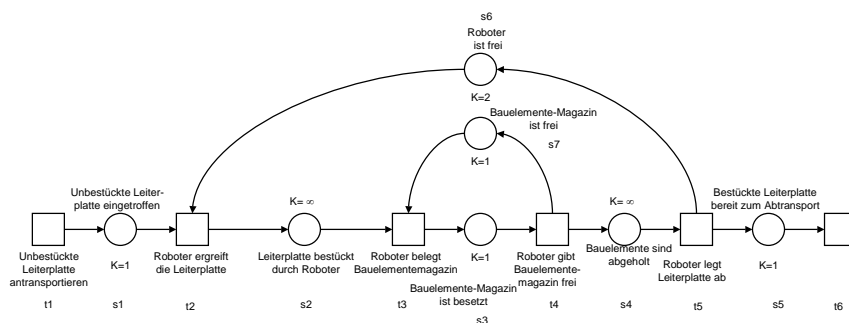 s6
Roboter
ist frei
K=2
Bauelemente-Magazin
ist frei
s7
K=1
Unbestückte Leiter-
platte eingetroffen
K= ∞
K= ∞
Bestückte Leiterplatte
bereit zum Abtransport
Unbestückte
Leiterplatte
antransportieren
K=1
Roboter ergreift
die Leiterplatte
Leiterplatte bestückt
durch Roboter
Roboter belegt
Bauelementemagazin
K=1
Bauelemente-Magazin
ist besetzt
Roboter gibt
Bauelemente-
magazin frei
Bauelemente sind
abgeholt
Roboter legt
Leiterplatte ab
K=1
t1
s1
t2
s2
t3
s3
t4
s4
t5
s5
t6